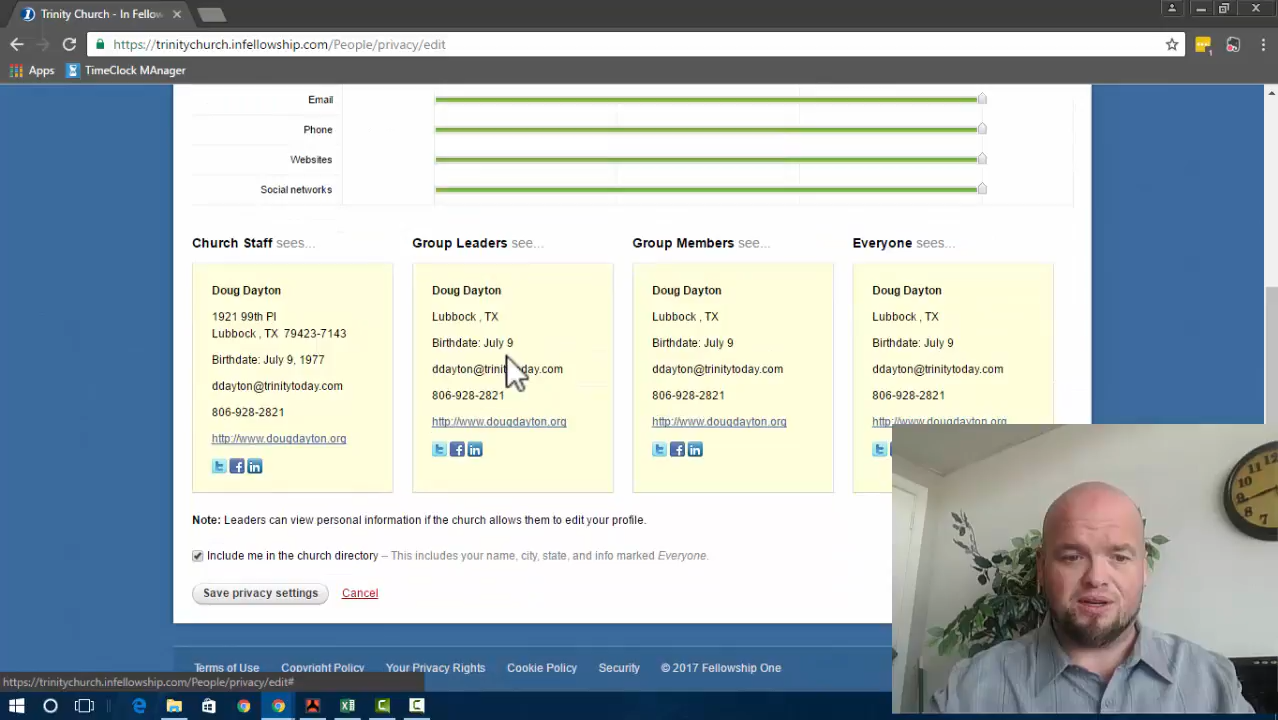 Trinity Church - In Fellow
https://trinitychurch.infellowship.com/People/privacy/edit
Apps TimeClock MAnager
Email
Phone
Websites
Social networks
Church Staff sees...
Doug Dayton
1921 99th Pl
Lubbock , TX 79423-7143
Birthdate: July 9, 1977
ddayton@trinitytoday.com
806-928-2821
http://www.dougdayton.org
Group Leaders see...
Doug Dayton
Lubbock , TX
Birthdate: July 9
ddayton@trinitytoday.com
806-928-2821
http://www.dougdayton.org
Group Members see...
Doug Dayton
Lubbock , TX
Birthdate: July 9
ddayton@trinitytoday.com
806-928-2821
http://www.dougdayton.org
Everyone sees...
Doug Dayton
Lubbock , TX
Birthdate: July 9
ddayton@trinitytoday.com
806-928-2821
http://www.dougdayton.org
Note: Leaders can view personal information if the church allows them to edit your profile.
Include me in the church directory – This includes your name, city, state, and info marked Everyone.
Save privacy settings Cancel
Terms of Use Copyright Policy Your Privacy Rights Cookie Policy Security © 2017 Fellowship One
https://trinitychurch.infellowship.com/People/privacy/edit#